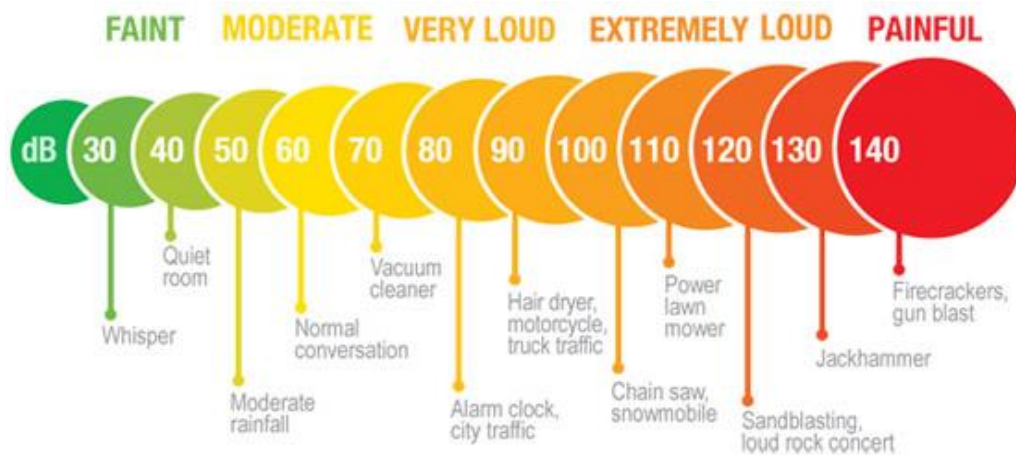 FAINT MODERATE VERY LOUD EXTREMELY LOUD PAINFUL
dB 30 40 50 60 70 80 90 100 110 120 130 140
Whisper
Quiet
room
Moderate
rainfall
Normal
conversation
Vacuum
cleaner
Alarm clock,
city traffic
Hair dryer,
motorcycle,
truck traffic
Chain saw,
snowmobile
Power
lawn
mower
Sandblasting,
loud rock concert
Jackhammer
Firecrackers,
gun blast